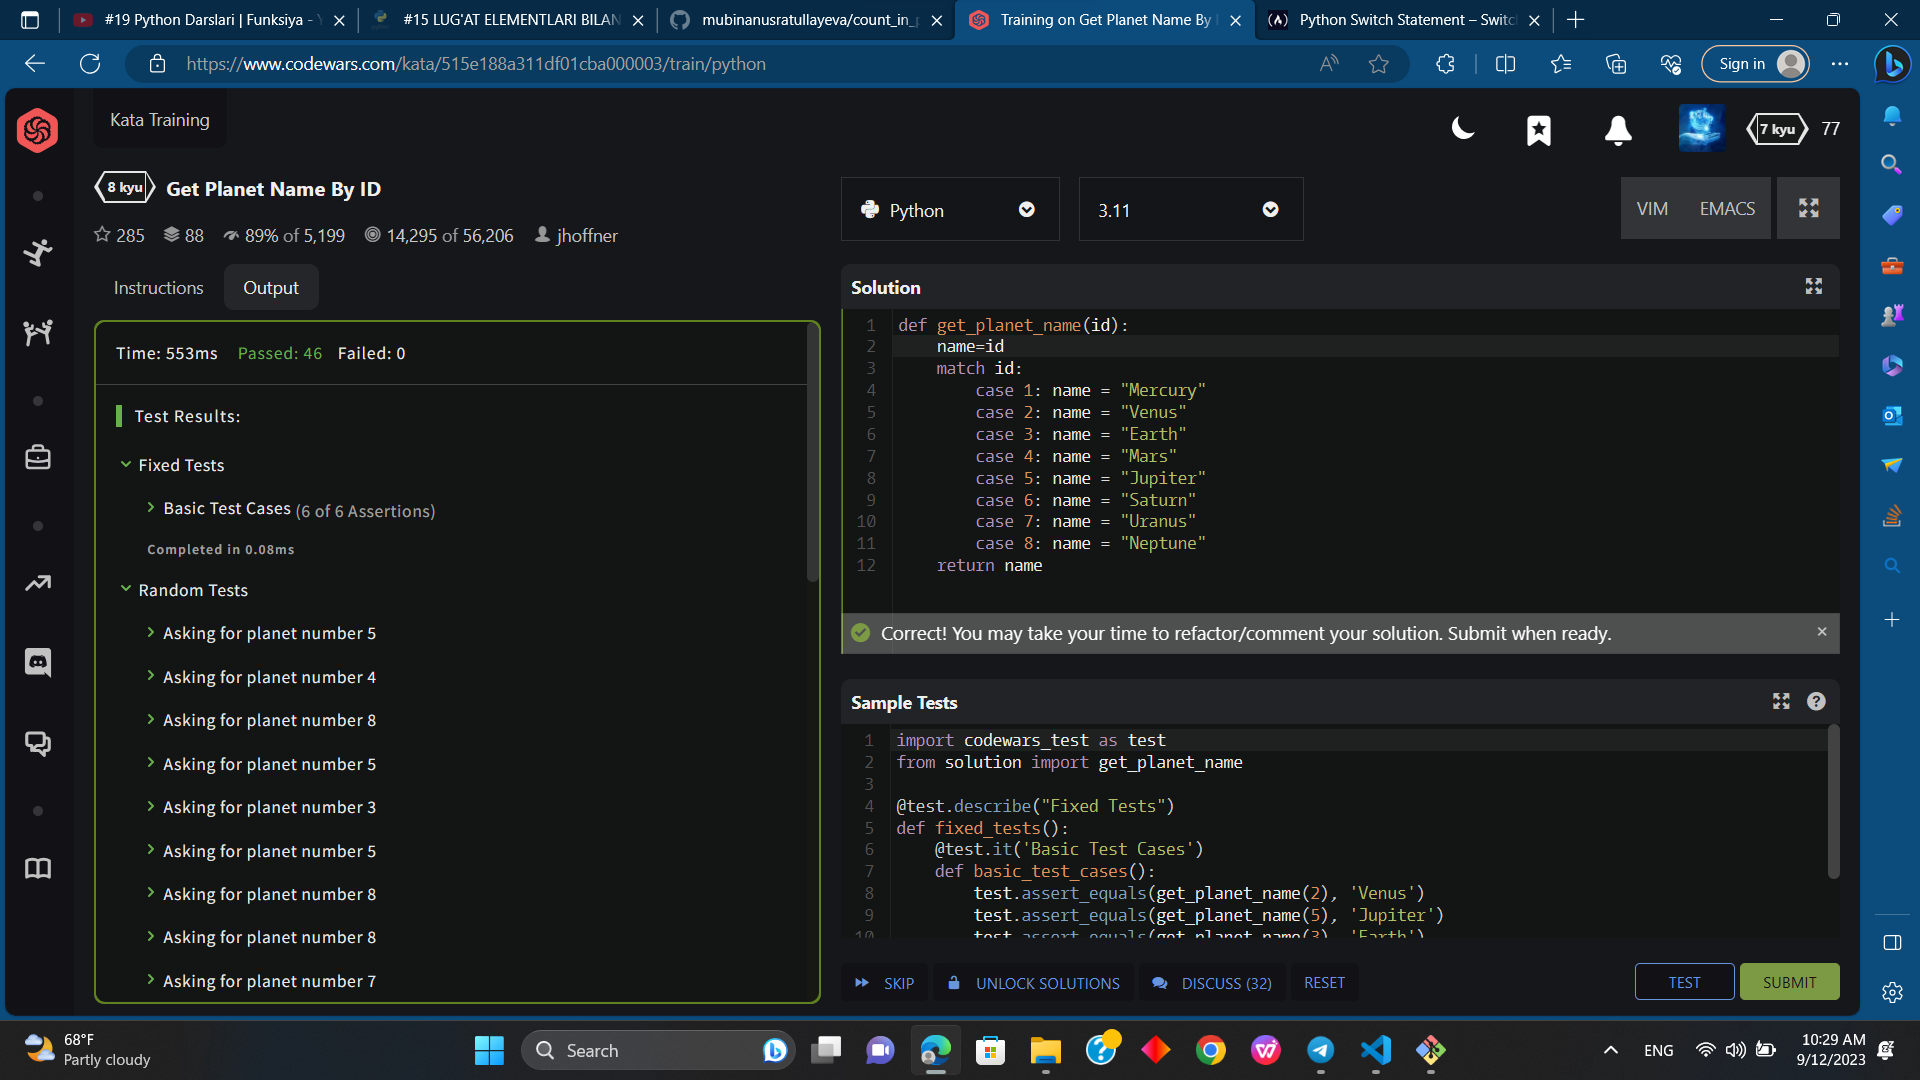 #19 Python Darslari | Funksiya - Y
#15 LUG'AT ELEMENTLARI BILAN
mubinanusratullayeva/count_in_p
Training on Get Planet Name By I
Python Switch Statement – Switc
https://www.codewars.com/kata/515e188a311df01cba000003/train/python
Sign in
Kata Training
7 kyu
77
8 kyu
Get Planet Name By ID
285
88
89% of 5,199
14,295 of 56,206
jhoffner
Python
3.11
VIM
EMACS
Instructions
Output
Time: 553ms Passed: 46 Failed: 0
Test Results:
Fixed Tests
Basic Test Cases (6 of 6 Assertions)
Completed in 0.08ms
Random Tests
Asking for planet number 5
Asking for planet number 4
Asking for planet number 8
Asking for planet number 5
Asking for planet number 3
Asking for planet number 5
Asking for planet number 8
Asking for planet number 8
Asking for planet number 7
Solution
1 def get_planet_name(id):
2 name=id
3 match id:
4 case 1: name = "Mercury"
5 case 2: name = "Venus"
6 case 3: name = "Earth"
7 case 4: name = "Mars"
8 case 5: name = "Jupiter"
9 case 6: name = "Saturn"
10 case 7: name = "Uranus"
11 case 8: name = "Neptune"
12 return name
Correct! You may take your time to refactor/comment your solution. Submit when ready.
Sample Tests
1 import codewars_test as test
2 from solution import get_planet_name
3
4 @test.describe("Fixed Tests")
5 def fixed_tests():
6 @test.it('Basic Test Cases')
7 def basic_test_cases():
8 test.assert_equals(get_planet_name(2), 'Venus')
9 test.assert_equals(get_planet_name(5), 'Jupiter')
10 test.assert_equals(get_planet_name(3), 'Earth')
SKIP
UNLOCK SOLUTIONS
DISCUSS (32)
RESET
TEST
SUBMIT
68°F
Partly cloudy
Search
ENG
10:29 AM
9/12/2023